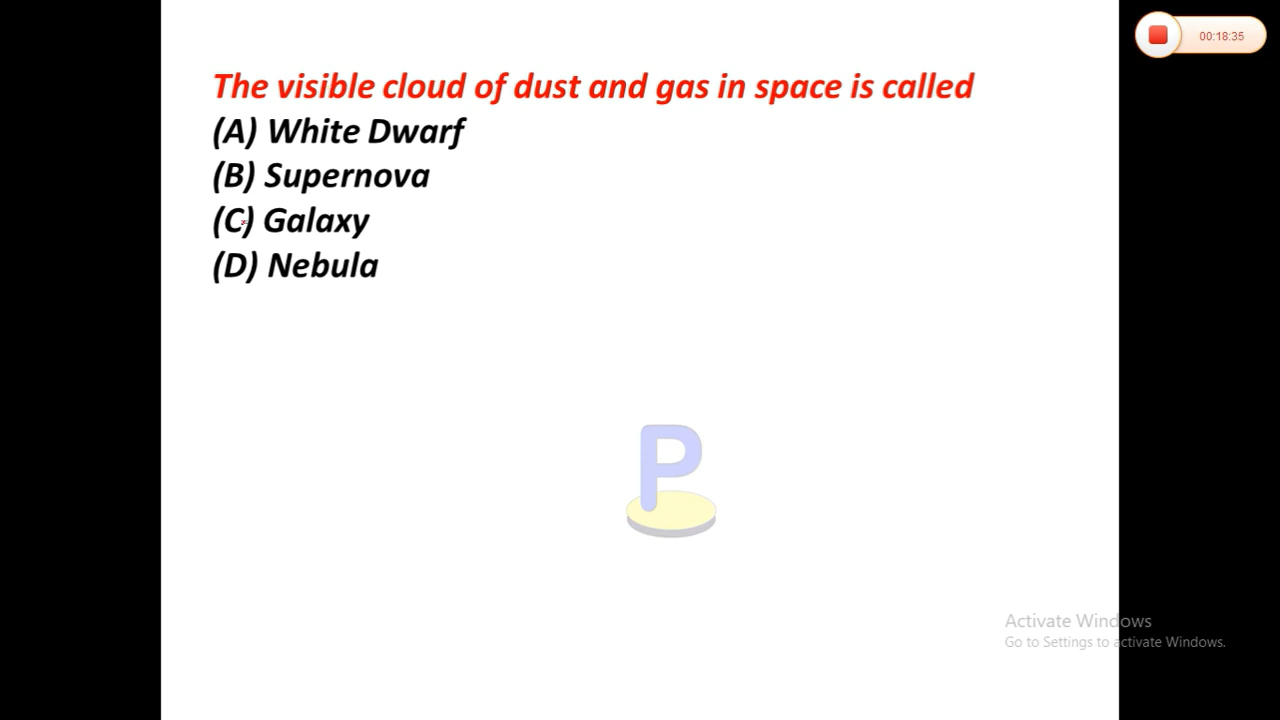 00:18:35
The visible cloud of dust and gas in space is called
(A) White Dwarf
(B) Supernova
(C) Galaxy
(D) Nebula
P
Activate Windows
Go to Settings to activate Windows.